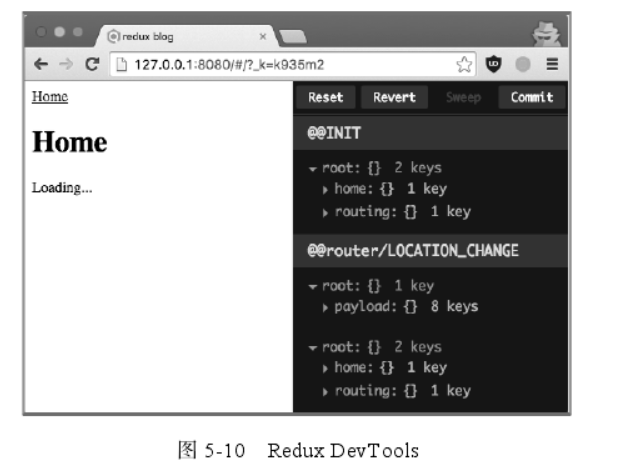 redux blog
127.0.0.1:8080/#/?_k=k935m2
Home
Home
Loading...
Reset Revert Sweep Commit
@@INIT
root: {} 2 keys
home: {} 1 key
routing: {} 1 key
@@router/LOCATION_CHANGE
root: {} 1 key
payload: {} 8 keys
root: {} 2 keys
home: {} 1 key
routing: {} 1 key
图 5-10 Redux DevTools